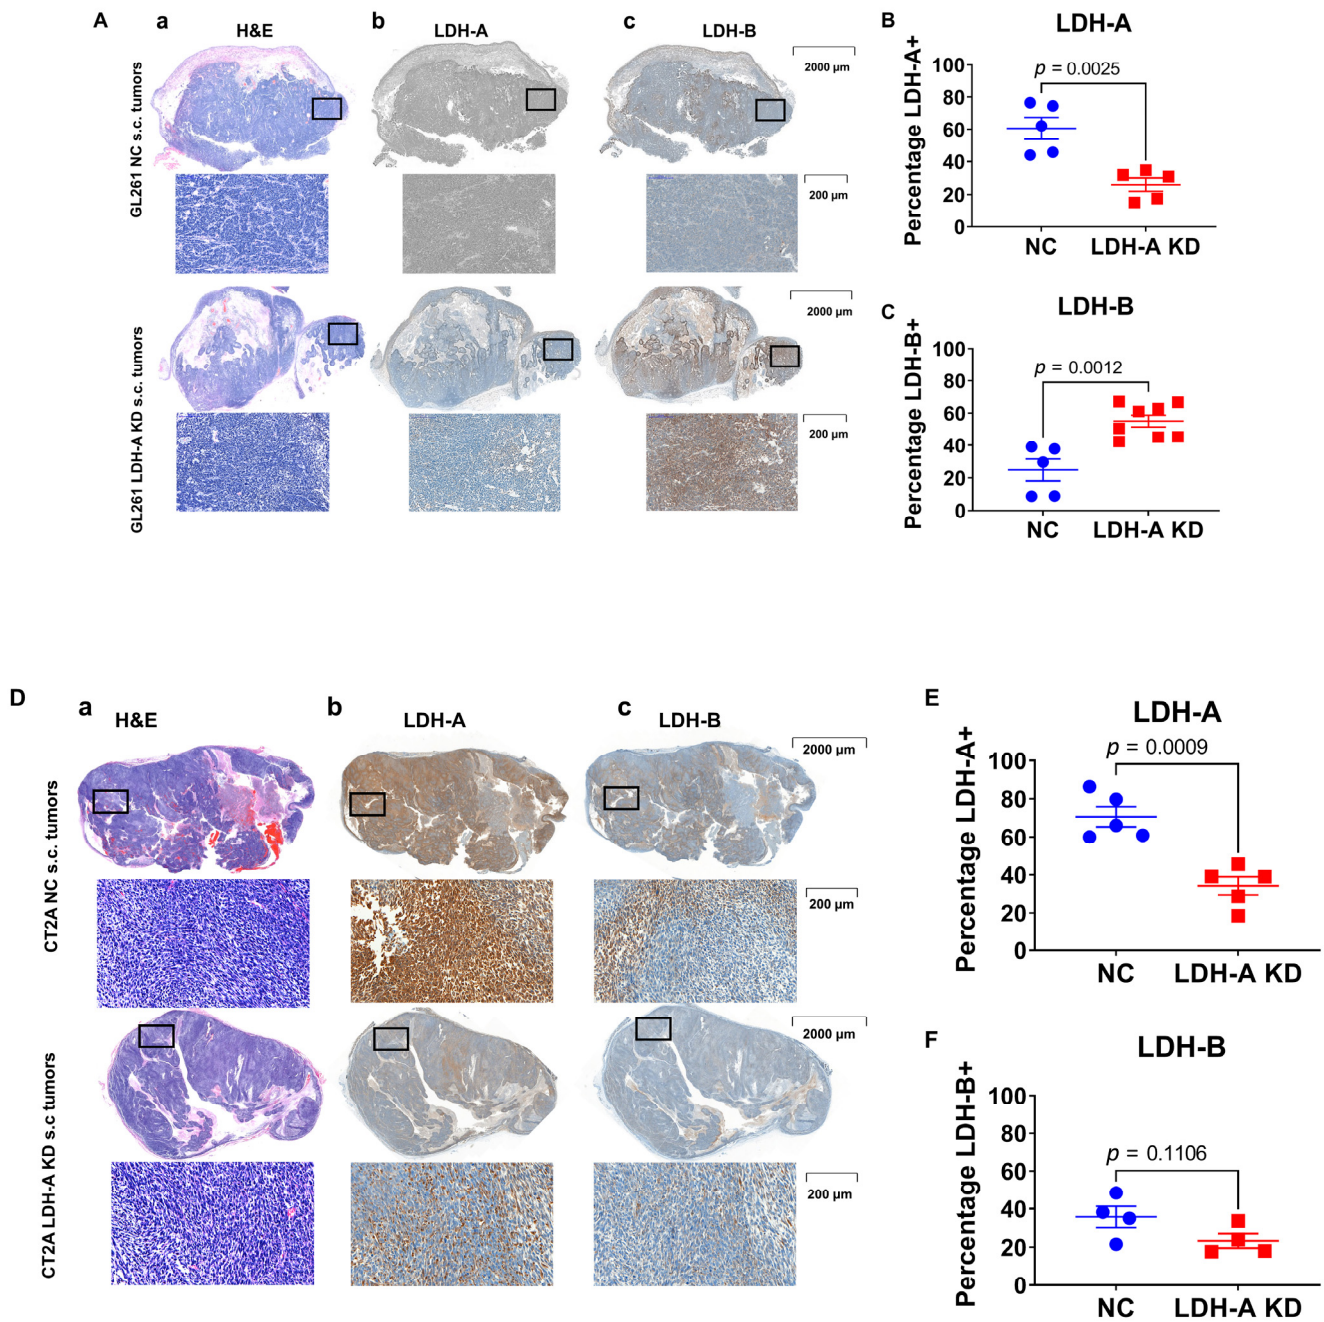 A
a
b
c
H&E
LDH-A
LDH-B
2000 µm
GL261 NC s.c. tumors
200 µm
2000 µm
GL261 LDH-A KD s.c. tumors
200 µm
B
LDH-A
Percentage LDH-A+
p = 0.0025
100
80
60
40
20
0
NC
LDH-A KD
C
LDH-B
Percentage LDH-B+
p = 0.0012
100
80
60
40
20
0
NC
LDH-A KD
D
a
b
c
H&E
LDH-A
LDH-B
2000 µm
CT2A NC s.c. tumors
200 µm
2000 µm
CT2A LDH-A KD s.c tumors
200 µm
E
LDH-A
Percentage LDH-A+
p = 0.0009
100
80
60
40
20
0
NC
LDH-A KD
F
LDH-B
Percentage LDH-B+
p = 0.1106
100
80
60
40
20
0
NC
LDH-A KD